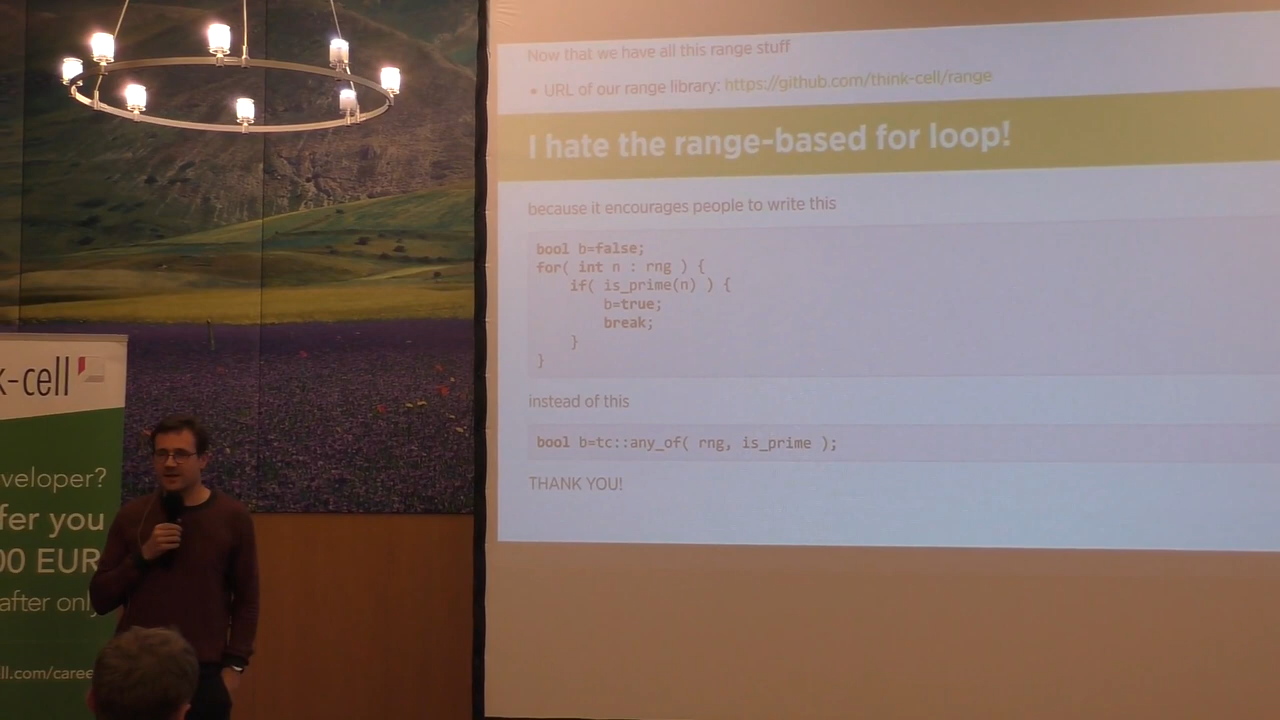 Now that we have all this range stuff
• URL of our range library: https://github.com/think-cell/range
I hate the range-based for loop!
because it encourages people to write this
bool b=false;
for( int n : rng ) {
    if( is_prime(n) ) {
        b=true;
        break;
    }
}
instead of this
bool b=tc::any_of( rng, is_prime );
THANK YOU!
k-cell
veloper?
fer you
00 EUR
after only
ll.com/caree